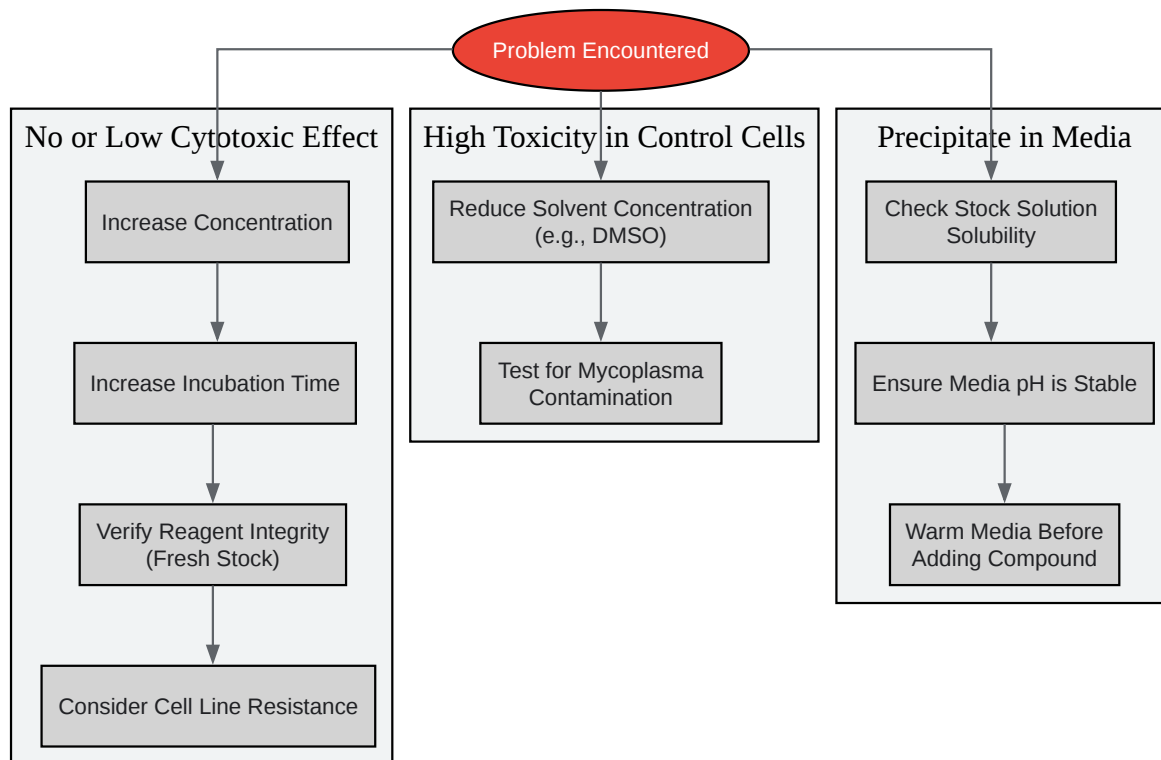 Problem Encountered
No or Low Cytotoxic Effect
Increase Concentration
Increase Incubation Time
Verify Reagent Integrity
(Fresh Stock)
Consider Cell Line Resistance
High Toxicity in Control Cells
Reduce Solvent Concentration
(e.g., DMSO)
Test for Mycoplasma
Contamination
Precipitate in Media
Check Stock Solution
Solubility
Ensure Media pH is Stable
Warm Media Before
Adding Compound